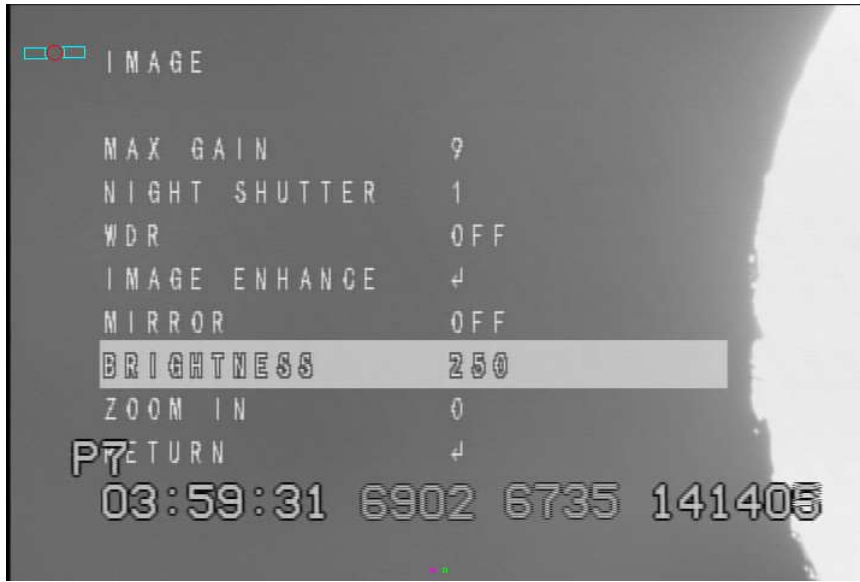 IMAGE
MAX GAIN 9
NIGHT SHUTTER 1
WDR OFF
IMAGE ENHANCE ↲
MIRROR OFF
BRIGHTNESS 250
ZOOM IN 0
RETURN ↲
P7
03:59:31 6902 6735 141405